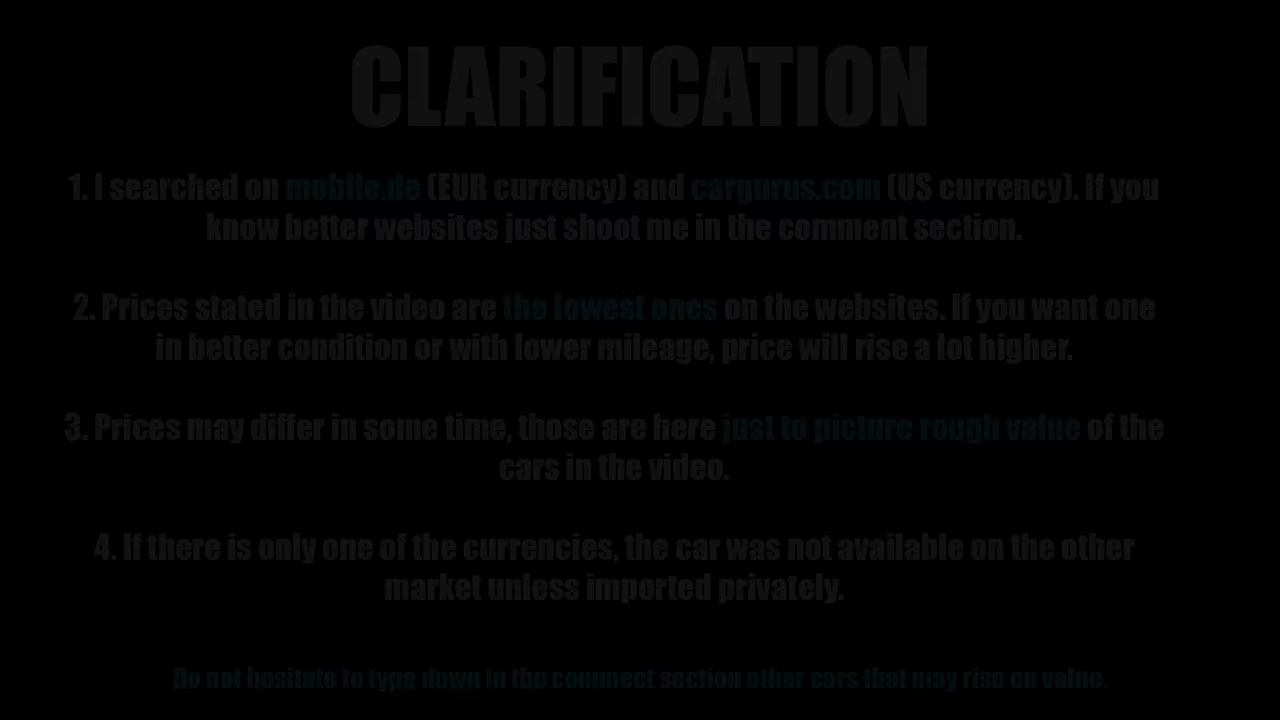 CLARIFICATION
1. I searched on mobile.de (EUR currency) and cargurus.com (US currency). If you
know better websites just shoot me in the comment section.
2. Prices stated in the video are the lowest ones on the websites. If you want one
in better condition or with lower mileage, price will rise a lot higher.
3. Prices may differ in some time, those are here just to picture rough value of the
cars in the video.
4. If there is only one of the currencies, the car was not available on the other
market unless imported privately.
Do not hesitate to type down in the comnect section other cars that may rise on value.